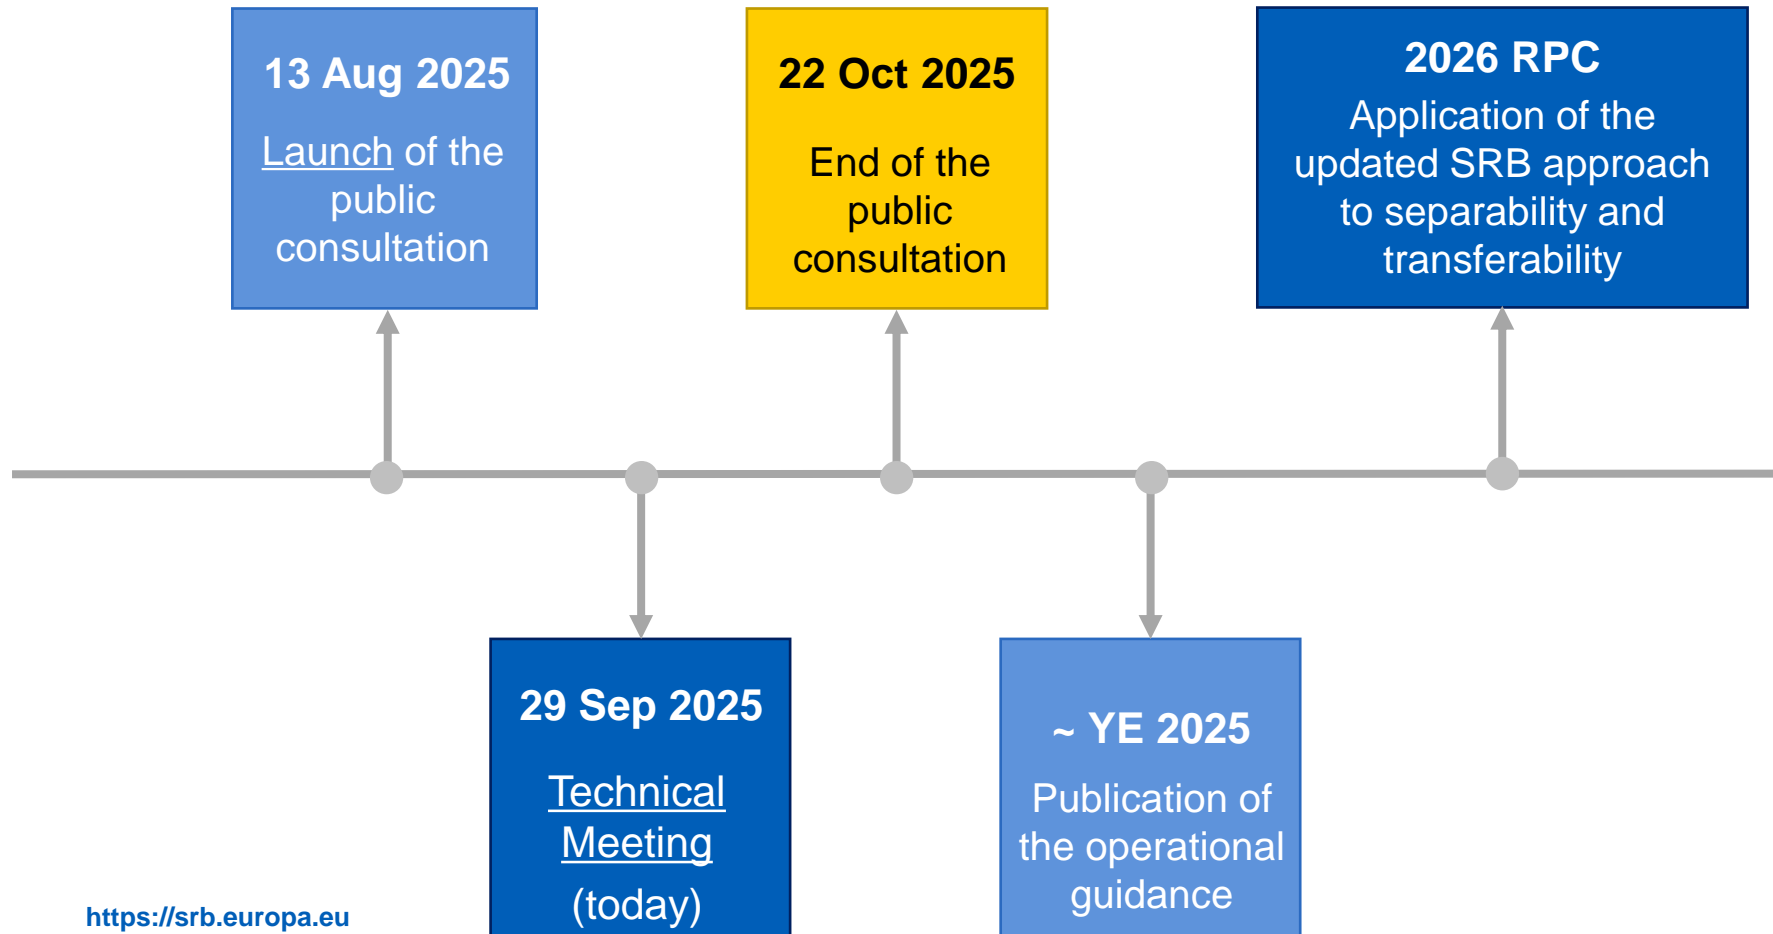 13 Aug 2025
Launch of the
public
consultation
22 Oct 2025
End of the
public
consultation
2026 RPC
Application of the
updated SRB approach
to separability and
transferability
29 Sep 2025
Technical
Meeting
(today)
~ YE 2025
Publication of
the operational
guidance
https://srb.europa.eu